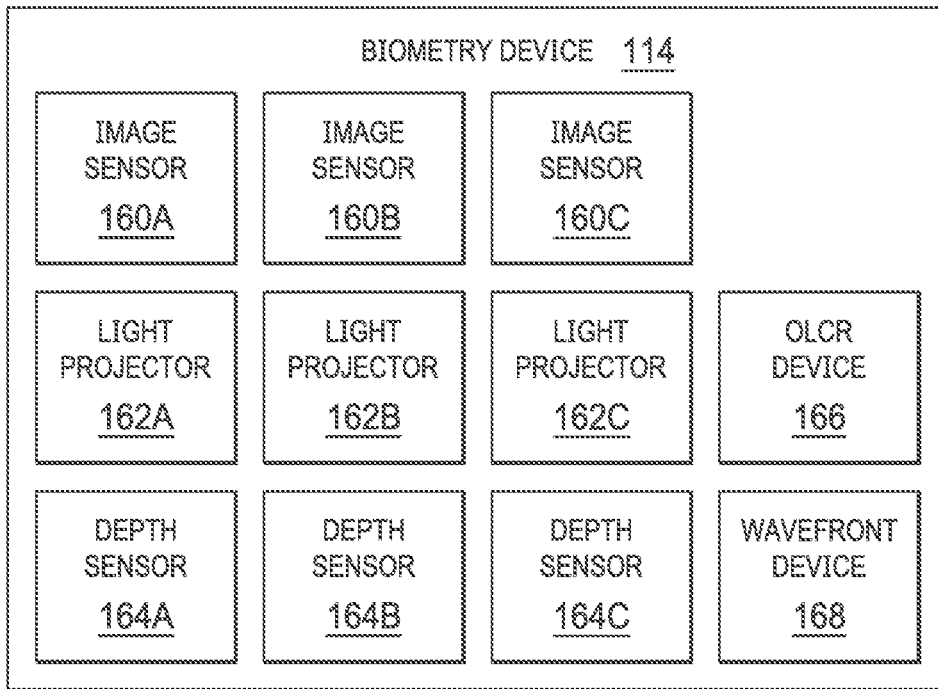 BIOMETRY DEVICE 114
IMAGE
SENSOR
160A
IMAGE
SENSOR
160B
IMAGE
SENSOR
160C
LIGHT
PROJECTOR
162A
LIGHT
PROJECTOR
162B
LIGHT
PROJECTOR
162C
OLCR
DEVICE
166
DEPTH
SENSOR
164A
DEPTH
SENSOR
164B
DEPTH
SENSOR
164C
WAVEFRONT
DEVICE
168